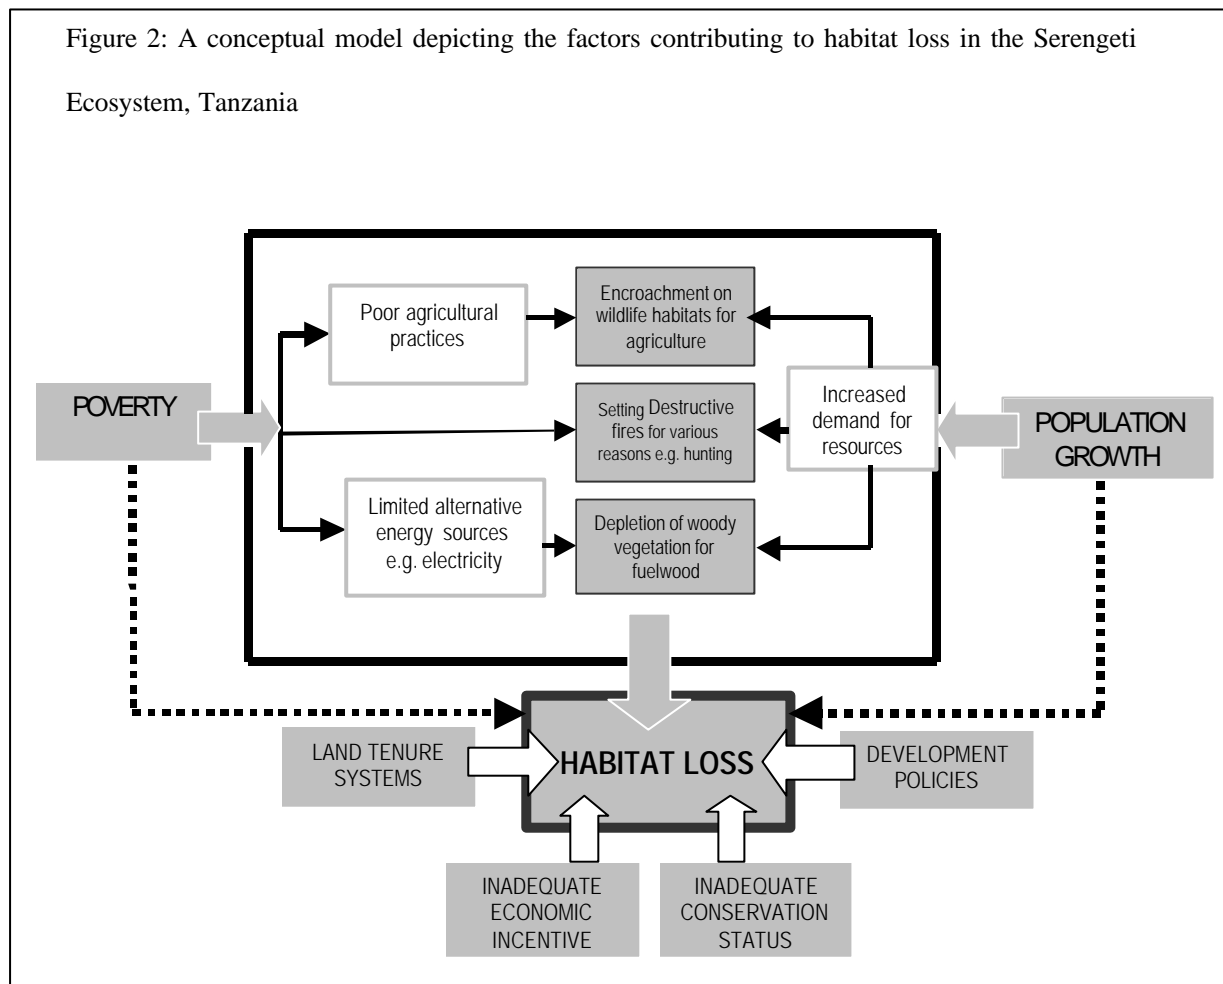 Figure 2: A conceptual model depicting the factors contributing to habitat loss in the Serengeti
Ecosystem, Tanzania
Poor agricultural
practices
Encroachment on
wildlife habitats for
agriculture
POVERTY
Setting Destructive
fires for various
reasons e.g. hunting
Increased
demand for
resources
POPULATION
GROWTH
Limited alternative
energy sources
e.g. electricity
Depletion of woody
vegetation for
fuelwood
LAND TENURE
SYSTEMS
HABITAT LOSS
DEVELOPMENT
POLICIES
INADEQUATE
ECONOMIC
INCENTIVE
INADEQUATE
CONSERVATION
STATUS